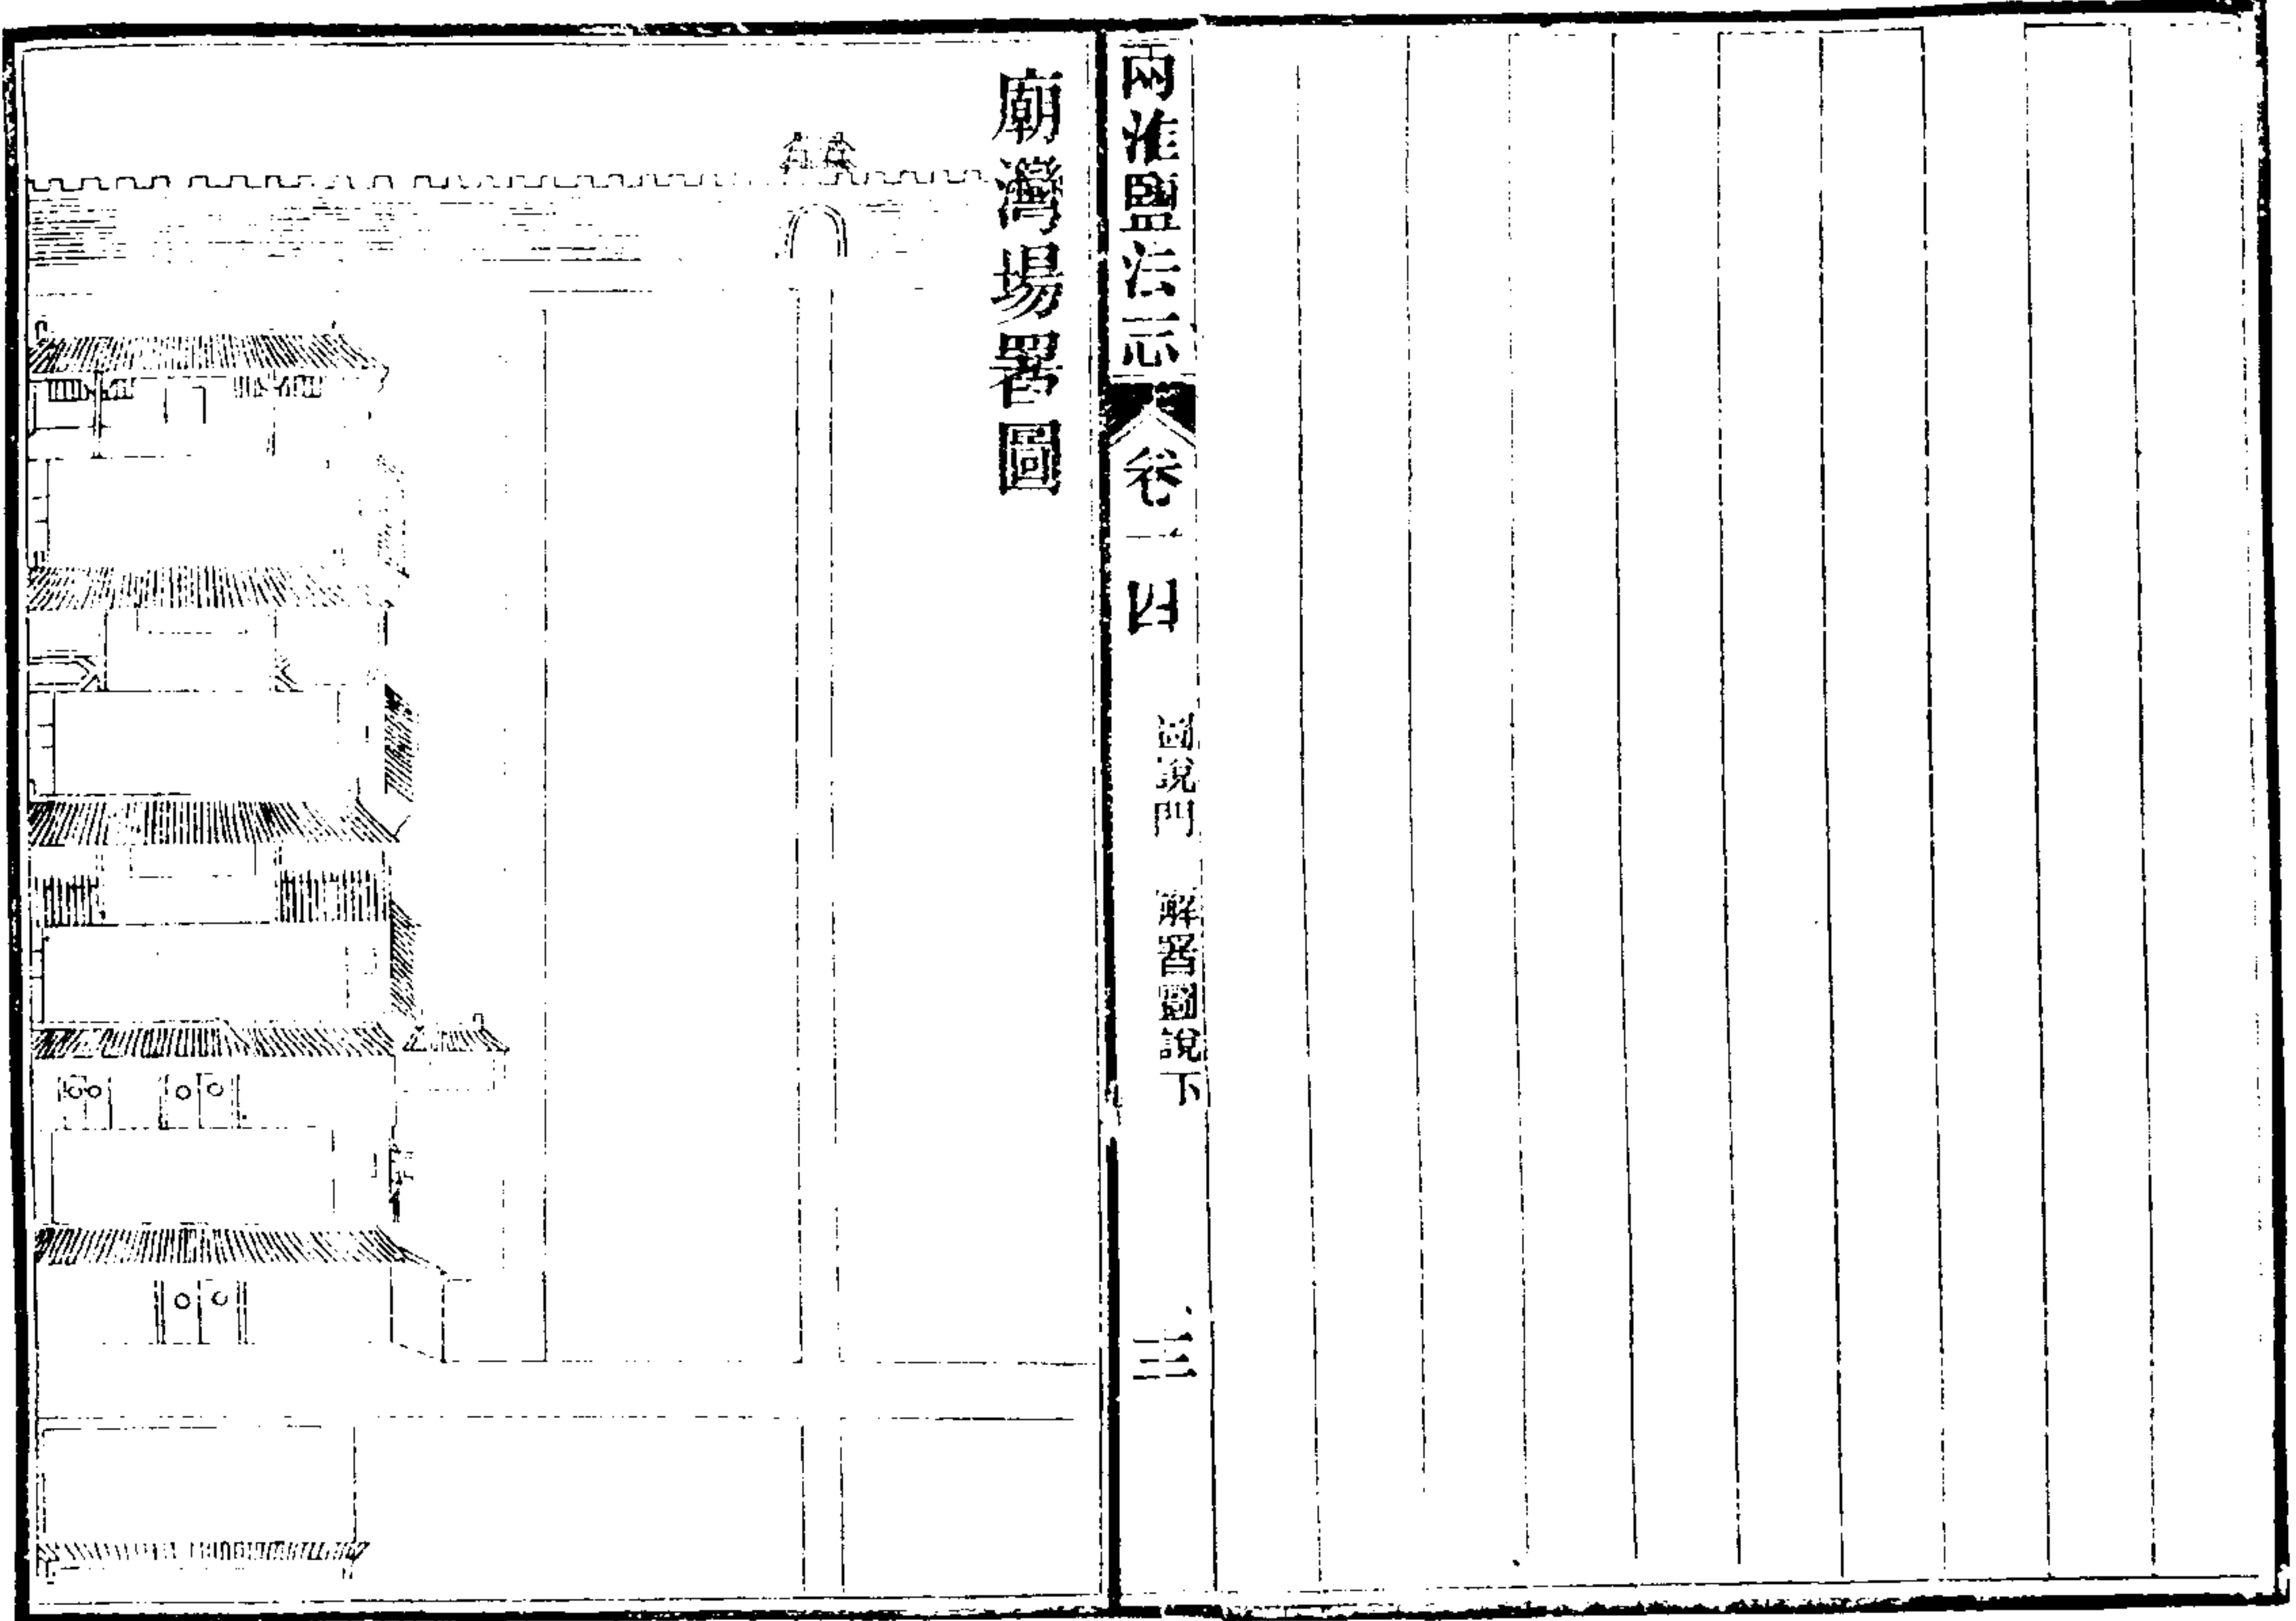 兩淮鹽法志
卷一四
圖說門 廨署圖說下
三
廟灣場署圖